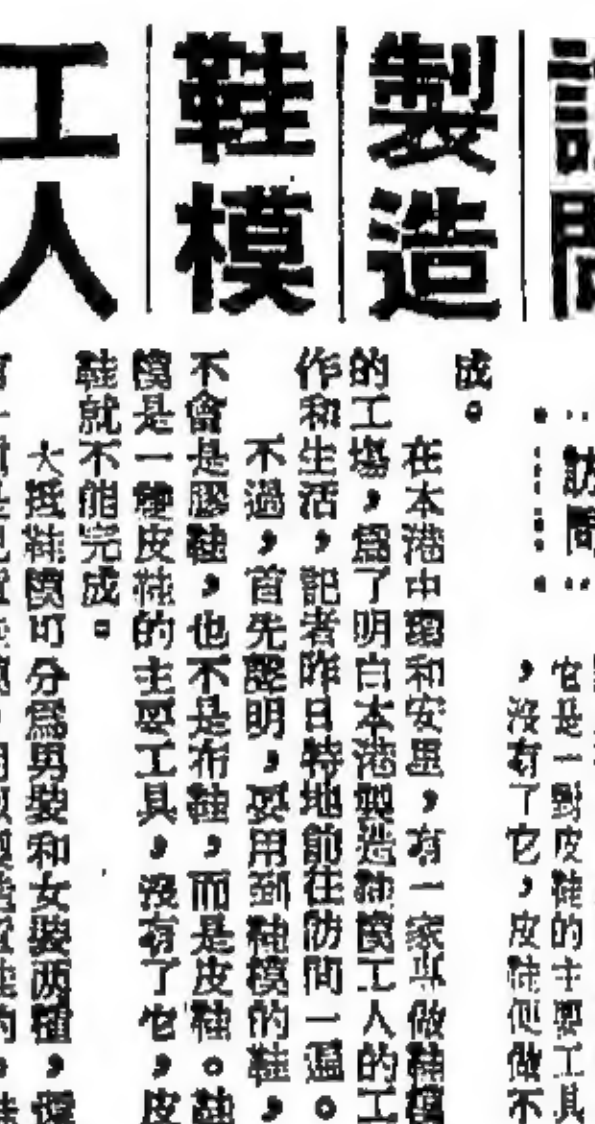 訪問
製造
鞋模
工人
訪問
它是一對皮鞋的主要工具
，沒有了它，皮鞋便做不
成。
在本港中環和安里，有一家專做鞋模
的工場，爲了明白本港製造鞋模工人的工
作和生活，記者昨日特地前往訪問一遍。
不過，首先聲明，要用到鞋模的鞋，
不會是膠鞋，也不是布鞋，而是皮鞋。鞋
模是一雙皮鞋的主要工具，沒有了它，皮
鞋就不能完成。
大抵鞋模可分爲男裝和女裝兩種，